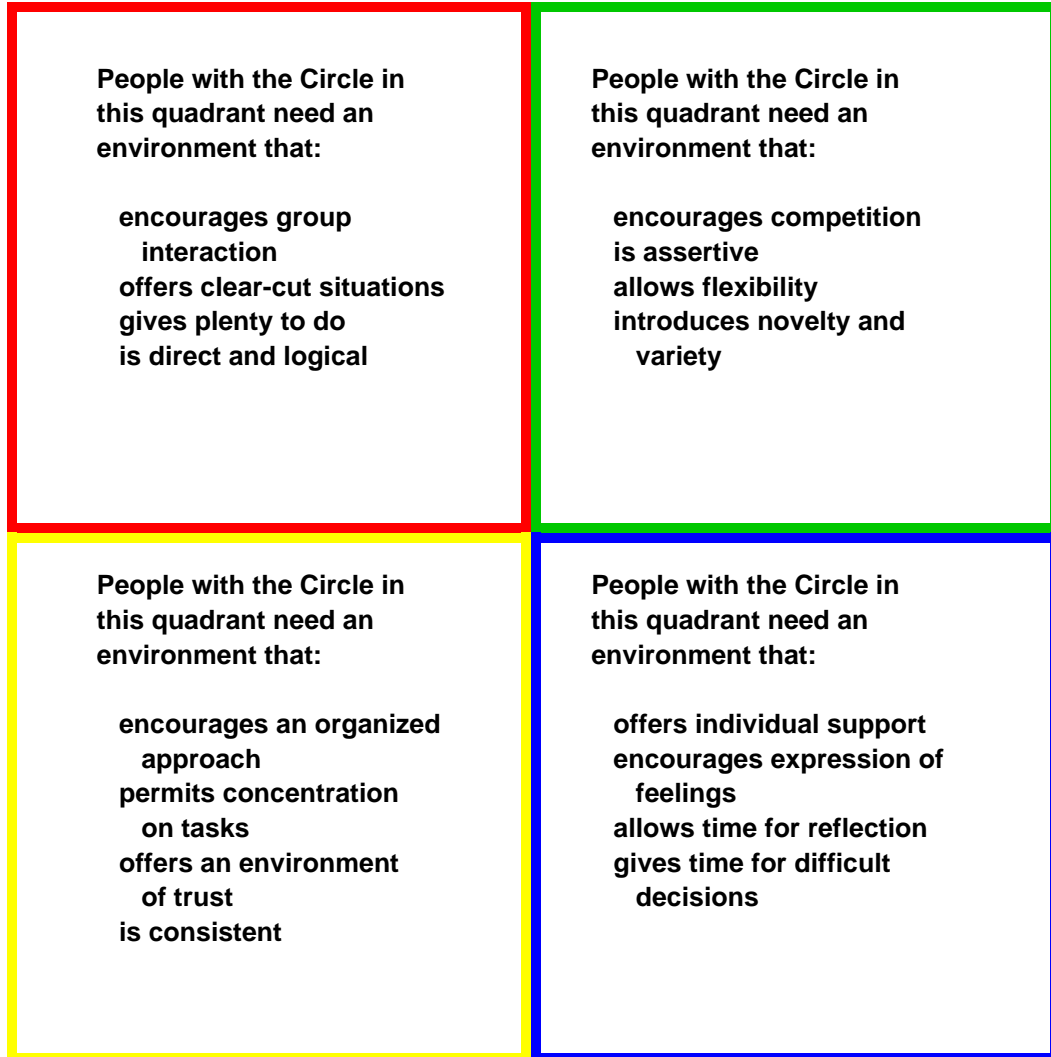 People with the Circle in
this quadrant need an
environment that:
encourages group
interaction
offers clear-cut situations
gives plenty to do
is direct and logical
People with the Circle in
this quadrant need an
environment that:
encourages competition
is assertive
allows flexibility
introduces novelty and
variety
People with the Circle in
this quadrant need an
environment that:
encourages an organized
approach
permits concentration
on tasks
offers an environment
of trust
is consistent
People with the Circle in
this quadrant need an
environment that:
offers individual support
encourages expression of
feelings
allows time for reflection
gives time for difficult
decisions